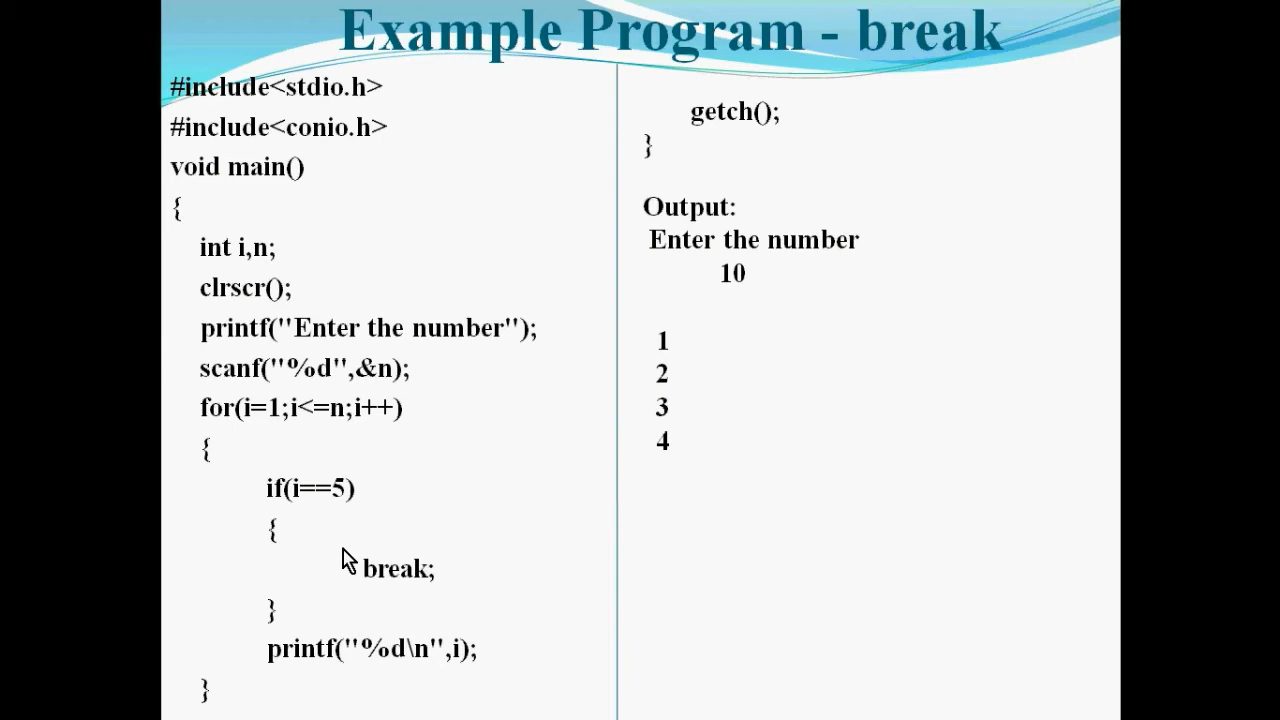 Example Program - break
#include<stdio.h>
#include<conio.h>
void main()
{
int i,n;
clrscr();
printf("Enter the number");
scanf("%d",&n);
for(i=1;i<=n;i++)
{
if(i==5)
{
break;
}
printf("%d\n",i);
}
getch();
}
Output:
Enter the number
10
1
2
3
4